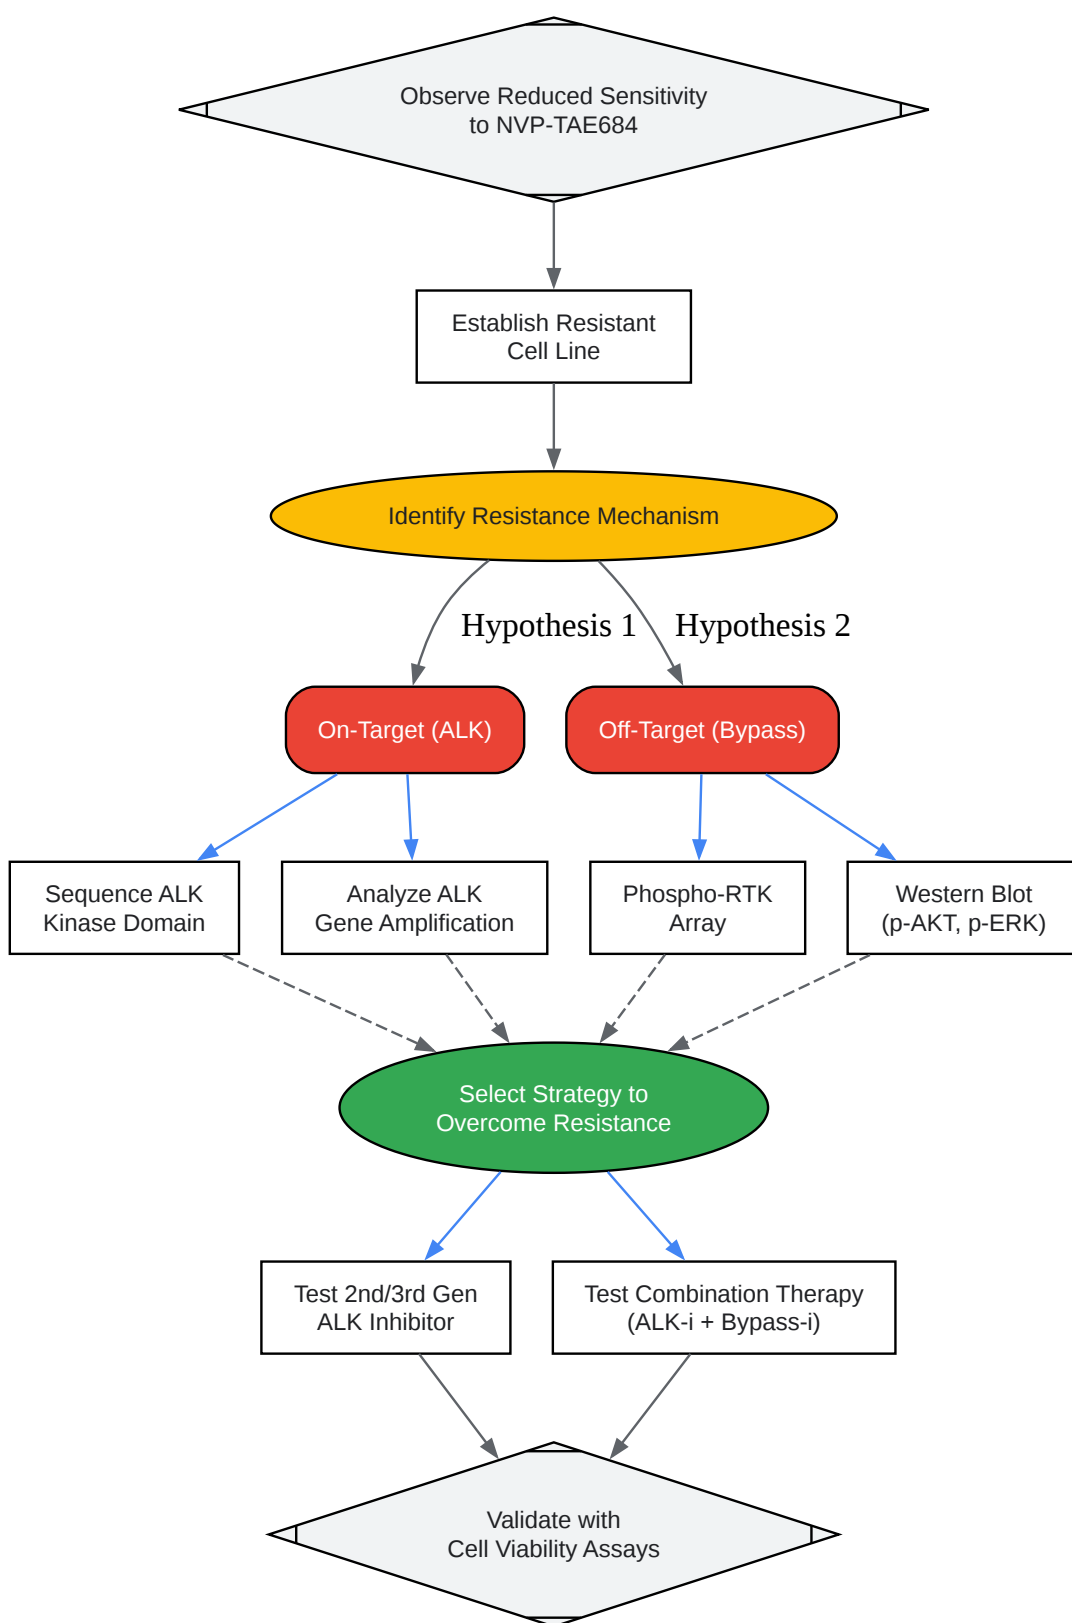 Observe Reduced Sensitivity
to NVP-TAE684
Establish Resistant
Cell Line
Identify Resistance Mechanism
Hypothesis 1
Hypothesis 2
On-Target (ALK)
Off-Target (Bypass)
Sequence ALK
Kinase Domain
Analyze ALK
Gene Amplification
Phospho-RTK
Array
Western Blot
(p-AKT, p-ERK)
Select Strategy to
Overcome Resistance
Test 2nd/3rd Gen
ALK Inhibitor
Test Combination Therapy
(ALK-i + Bypass-i)
Validate with
Cell Viability Assays